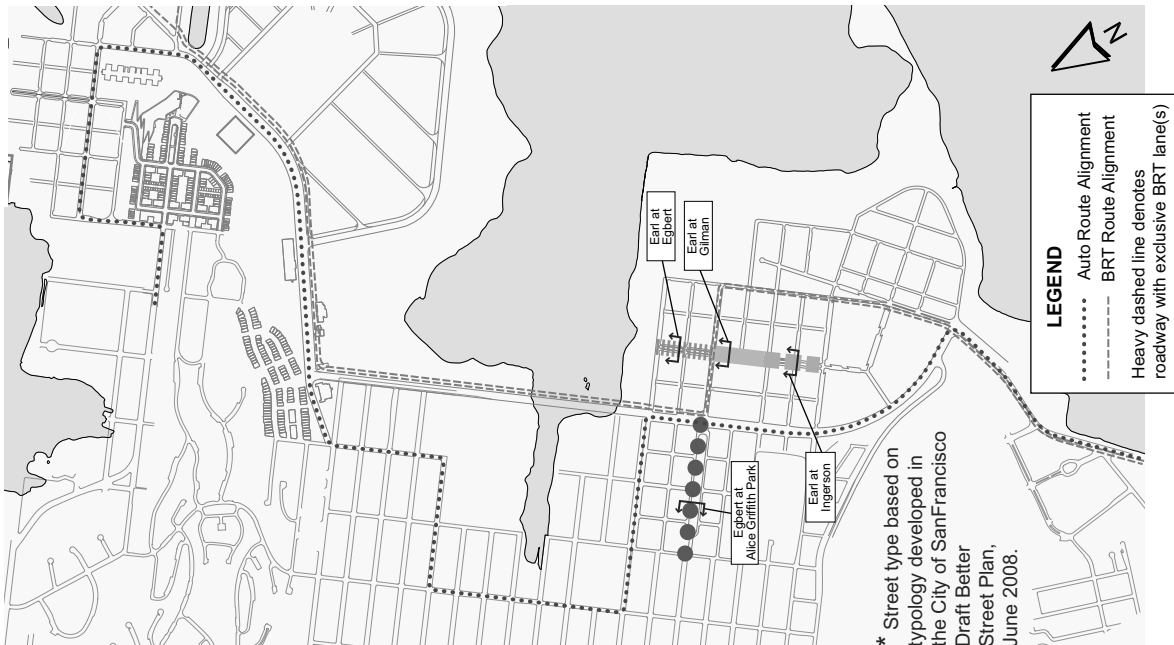 N
Earl at
Egbert
Earl at
Gilman
Egbert at
Alice Griffith Park
Earl at
Ingerson
* Street type based on
typology developed in
the City of SanFrancisco
Draft Better
Street Plan,
June 2008.
LEGEND
Auto Route Alignment
BRT Route Alignment
Heavy dashed line denotes
roadway with exclusive BRT lane(s)